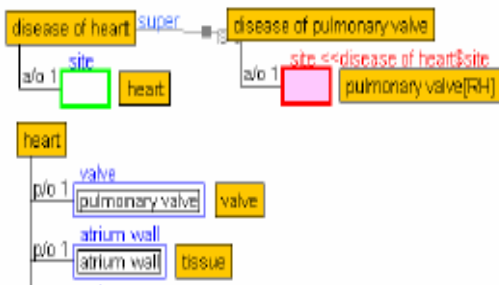 disease of heart super disease of pulmonary valve
site site <<disease of heart$site
a/o 1 heart a/o 1 pulmonary valve[RH]
heart
valve
p/o 1 pulmonary valve valve
atrium wall
p/o 1 atrium wall tissue